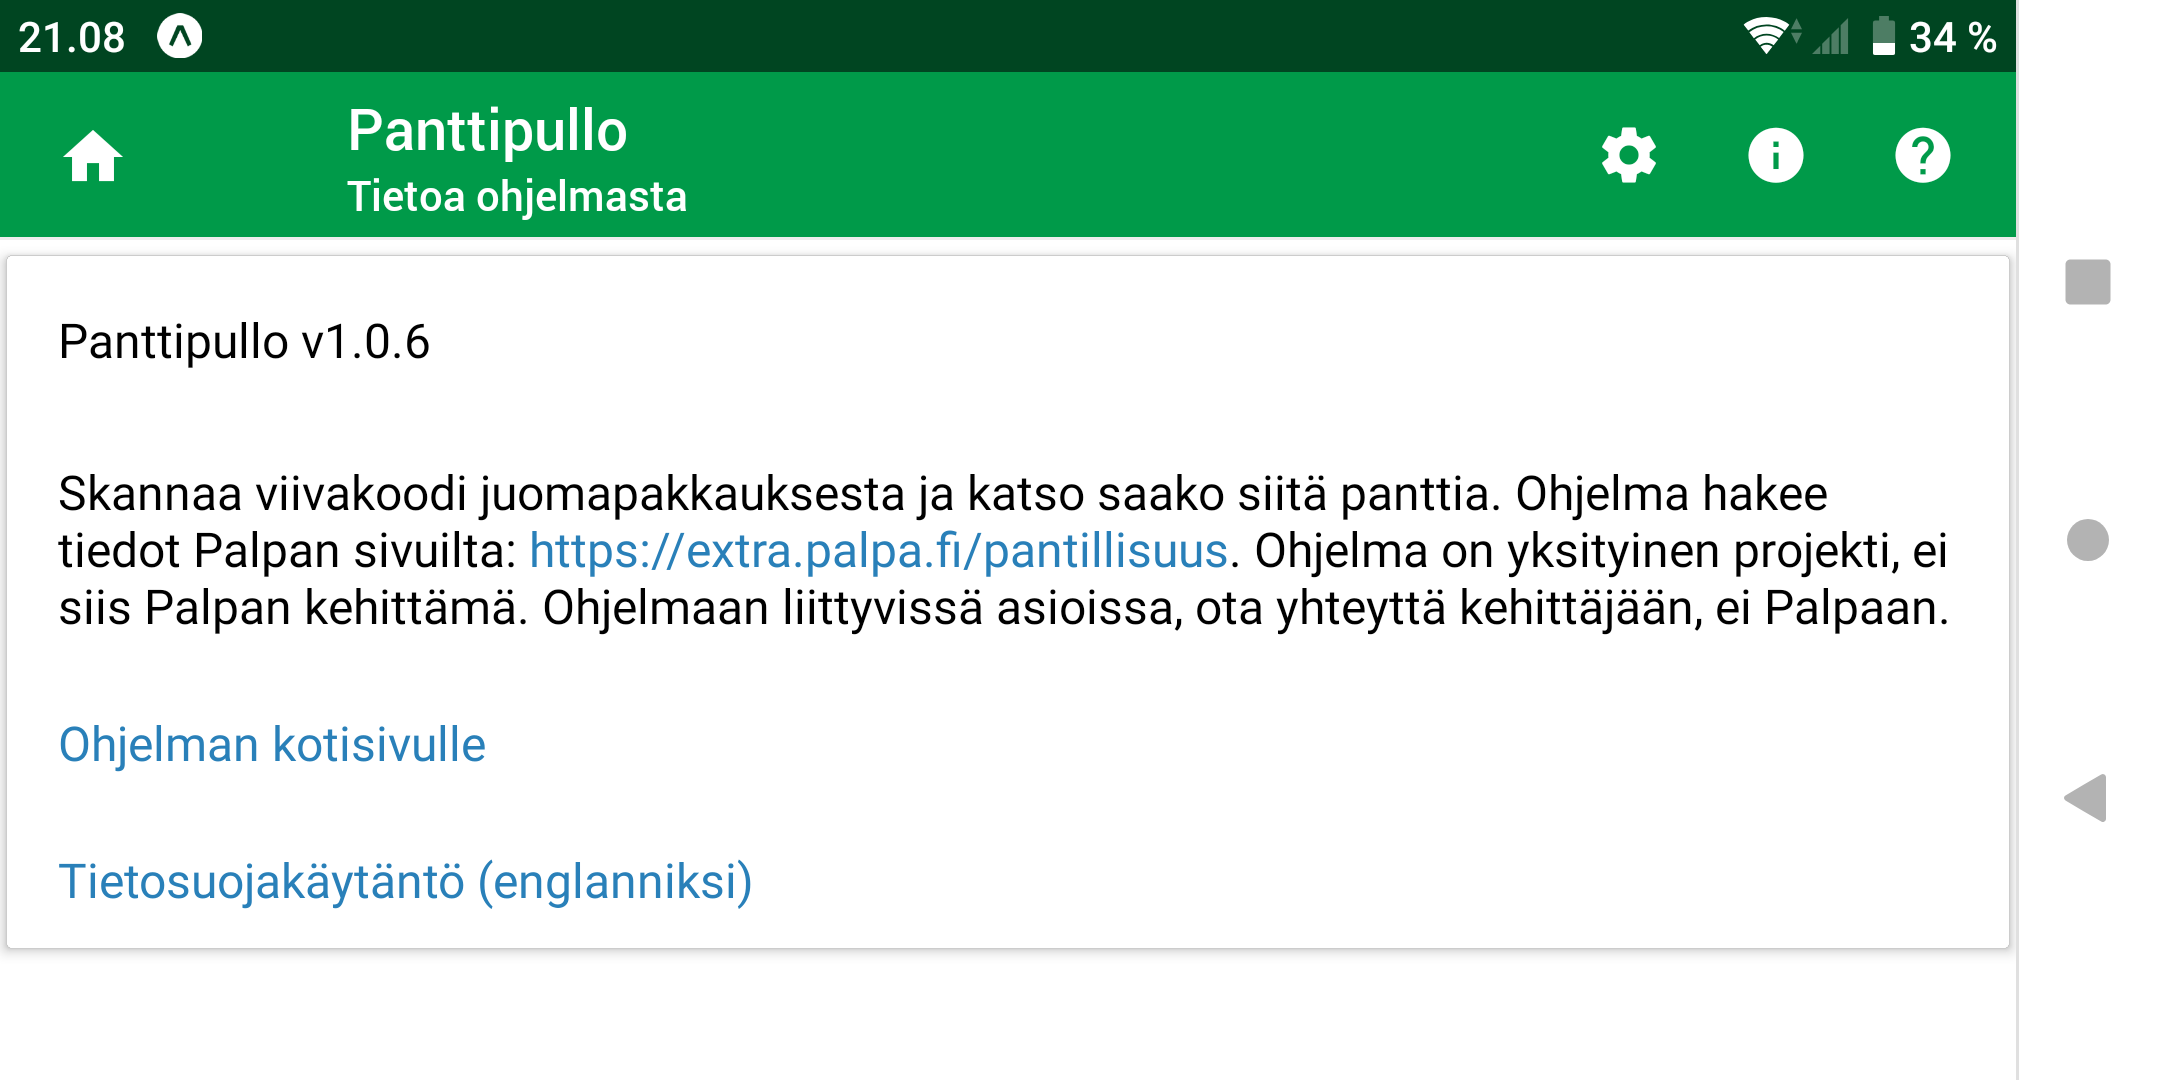 21.08
34 %
Panttipullo
Tietoa ohjelmasta
Panttipullo v1.0.6
Skannaa viivakoodi juomapakkauksesta ja katso saako siitä panttia. Ohjelma hakee
tiedot Palpan sivuilta: https://extra.palpa.fi/pantillisuus. Ohjelma on yksityinen projekti, ei
siis Palpan kehittämä. Ohjelmaan liittyvissä asioissa, ota yhteyttä kehittäjään, ei Palpaan.
Ohjelman kotisivulle
Tietosuojakäytäntö (englanniksi)